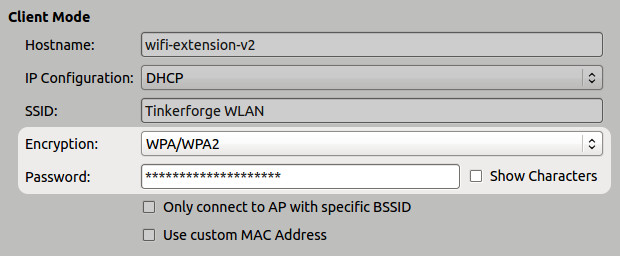 Client Mode
Hostname: wifi-extension-v2
IP Configuration: DHCP
SSID: Tinkerforge WLAN
Encryption: WPA/WPA2
Password: ******************** Show Characters
Only connect to AP with specific BSSID
Use custom MAC Address